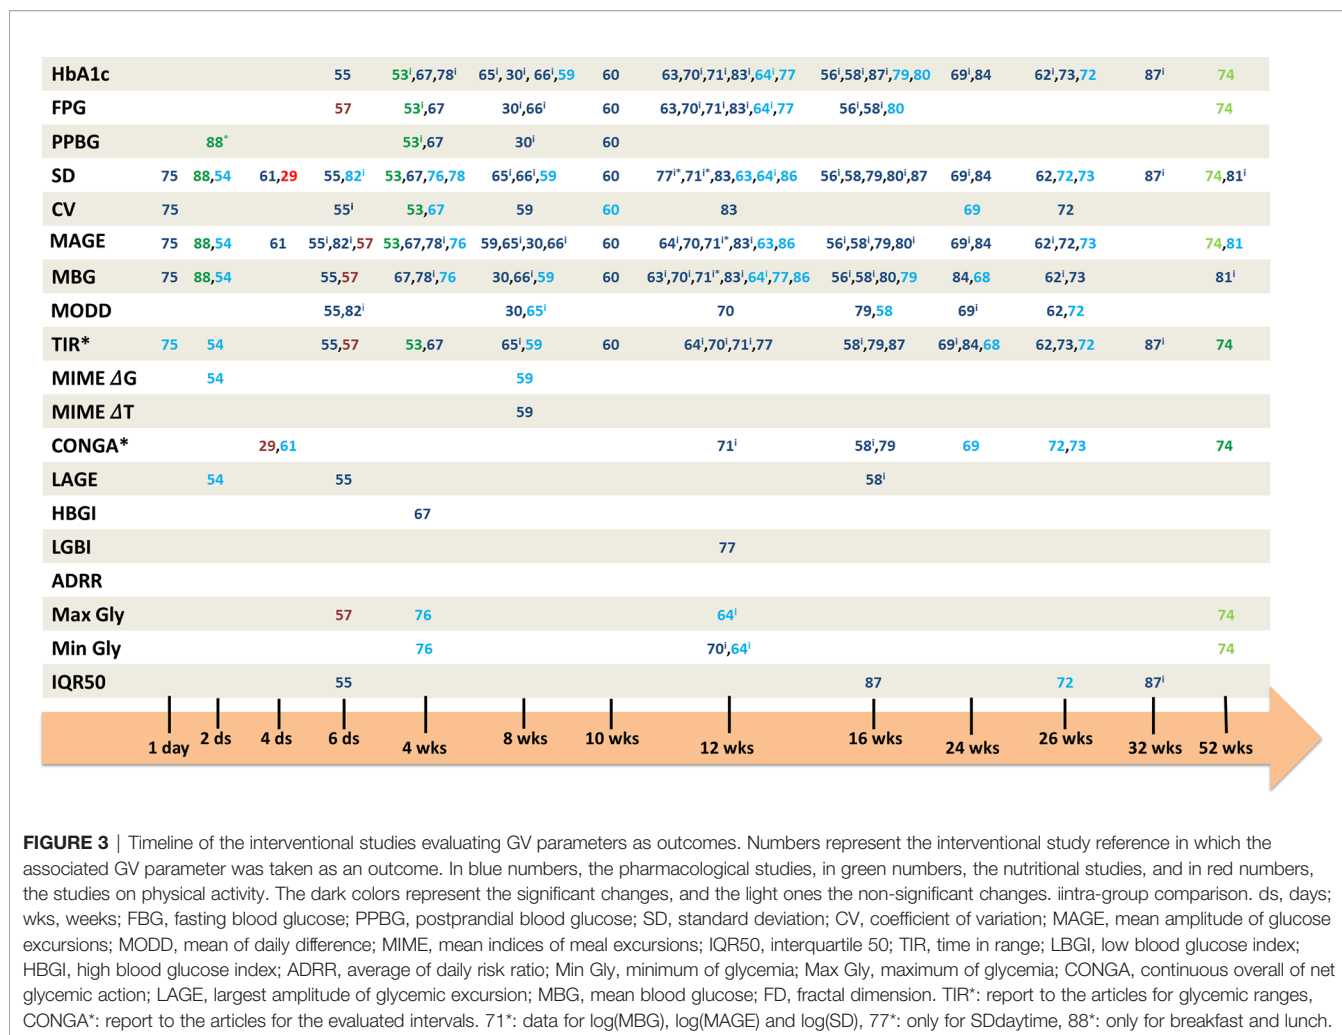 HbA1c 55 53ⁱ,67,78ⁱ 65ⁱ, 30ⁱ, 66ⁱ,59 60 63,70ⁱ,71ⁱ,83ⁱ,64ⁱ,77 56ⁱ,58ⁱ,87ⁱ,79,80 69ⁱ,84 62ⁱ,73,72 87ⁱ 74
FPG 57 53ⁱ,67 30ⁱ,66ⁱ 60 63,70ⁱ,71ⁱ,83ⁱ,64ⁱ,77 56ⁱ,58ⁱ,80 74
PPBG 88* 53ⁱ,67 30ⁱ 60
SD 75 88,54 61,29 55,82ⁱ 53,67,76,78 65ⁱ,66ⁱ,59 60 77ⁱ*,71ⁱ*,83,63,64ⁱ,86 56ⁱ,58,79,80ⁱ,87 69ⁱ,84 62,72,73 87ⁱ 74,81ⁱ
CV 75 55ⁱ 53,67 59 60 83 69 72
MAGE 75 88,54 61 55ⁱ,82ⁱ,57 53,67,78ⁱ,76 59,65ⁱ,30,66ⁱ 60 64ⁱ,70,71ⁱ*,83ⁱ,63,86 56ⁱ,58ⁱ,79,80ⁱ 69ⁱ,84 62ⁱ,72,73 74,81
MBG 75 88,54 55,57 67,78ⁱ,76 30,66ⁱ,59 60 63ⁱ,70ⁱ,71ⁱ*,83ⁱ,64ⁱ,77,86 56ⁱ,58ⁱ,80,79 84,68 62ⁱ,73 81ⁱ
MODD 55,82ⁱ 30,65ⁱ 70 79,58 69ⁱ 62,72
TIR* 75 54 55,57 53,67 65ⁱ,59 60 64ⁱ,70ⁱ,71ⁱ,77 58ⁱ,79,87 69ⁱ,84,68 62,73,72 87ⁱ 74
MIME ΔG 54 59
MIME ΔT 59
CONGA* 29,61 71ⁱ 58ⁱ,79 69 72,73 74
LAGE 54 55 58ⁱ
HBGI 67
LGBI 77
ADRR
Max Gly 57 76 64ⁱ 74
Min Gly 76 70ⁱ,64ⁱ 74
IQR50 55 87 72 87ⁱ
1 day 2 ds 4 ds 6 ds 4 wks 8 wks 10 wks 12 wks 16 wks 24 wks 26 wks 32 wks 52 wks
FIGURE 3 | Timeline of the interventional studies evaluating GV parameters as outcomes. Numbers represent the interventional study reference in which the
associated GV parameter was taken as an outcome. In blue numbers, the pharmacological studies, in green numbers, the nutritional studies, and in red numbers,
the studies on physical activity. The dark colors represent the significant changes, and the light ones the non-significant changes. iintra-group comparison. ds, days;
wks, weeks; FBG, fasting blood glucose; PPBG, postprandial blood glucose; SD, standard deviation; CV, coefficient of variation; MAGE, mean amplitude of glucose
excursions; MODD, mean of daily difference; MIME, mean indices of meal excursions; IQR50, interquartile 50; TIR, time in range; LBGI, low blood glucose index;
HBGI, high blood glucose index; ADRR, average of daily risk ratio; Min Gly, minimum of glycemia; Max Gly, maximum of glycemia; CONGA, continuous overall of net
glycemic action; LAGE, largest amplitude of glycemic excursion; MBG, mean blood glucose; FD, fractal dimension. TIR*: report to the articles for glycemic ranges,
CONGA*: report to the articles for the evaluated intervals. 71*: data for log(MBG), log(MAGE) and log(SD), 77*: only for SDdaytime, 88*: only for breakfast and lunch.